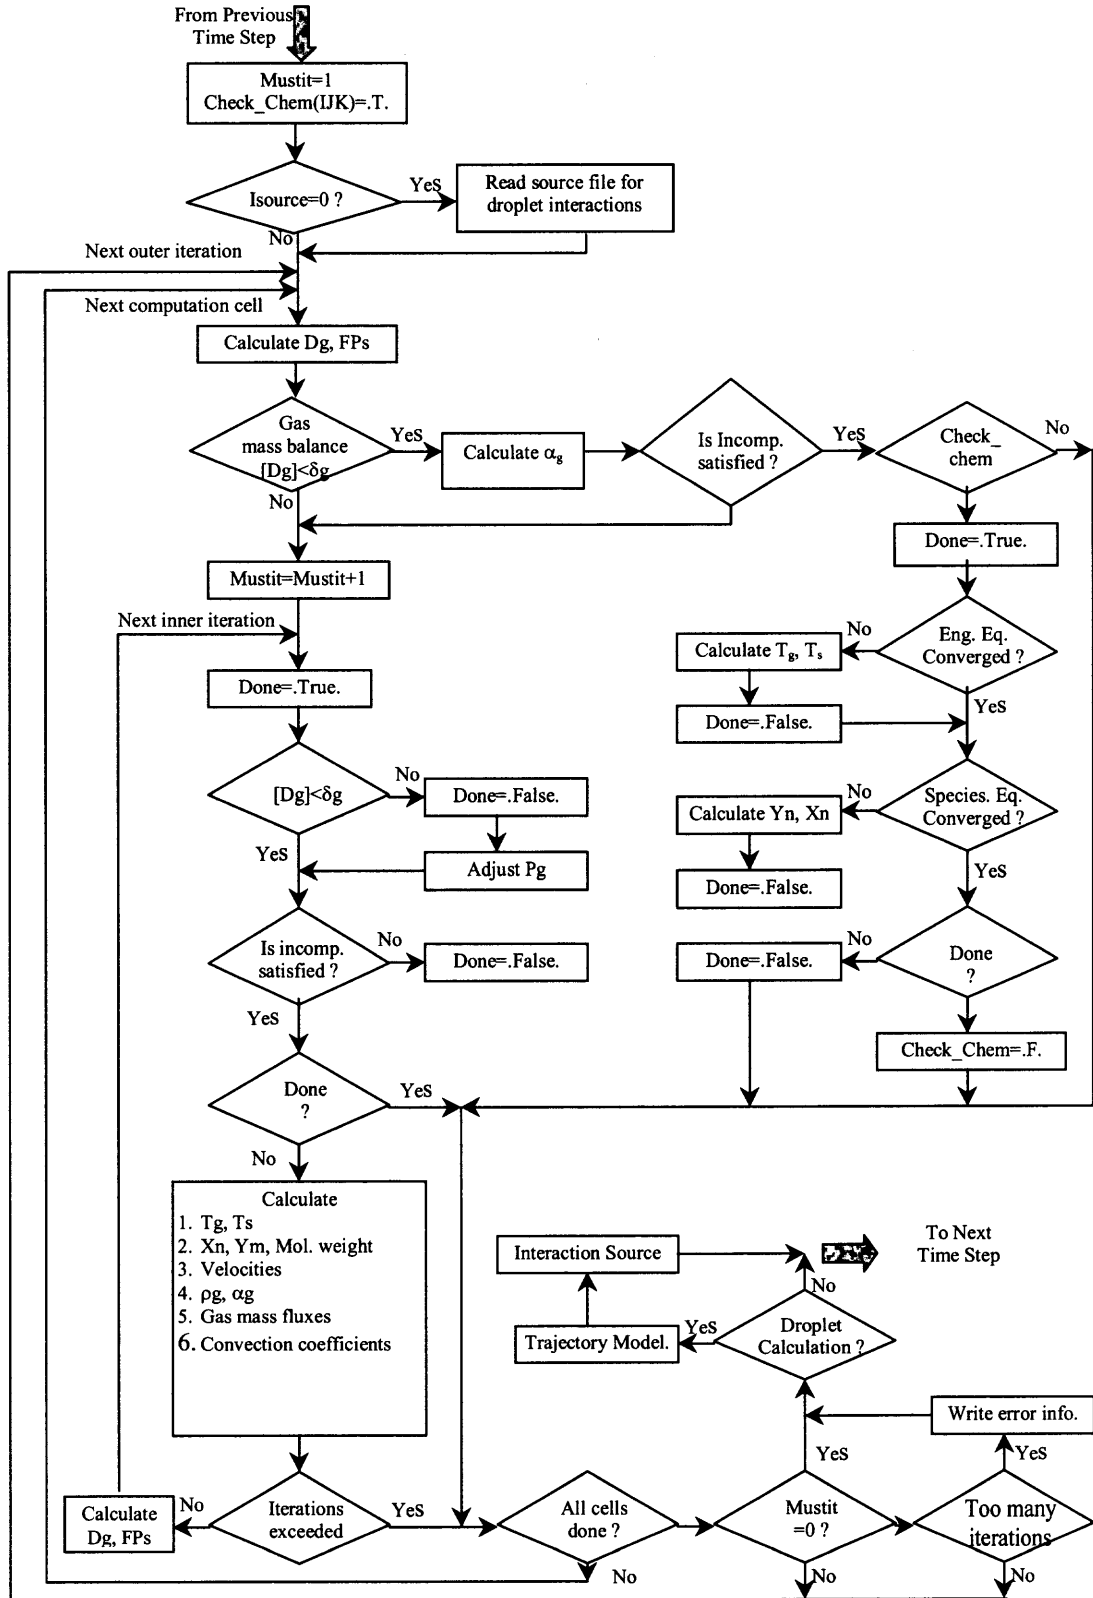 From Previous
Time Step
Mustit=1
Check_Chem(IJK)=.T.
Isource=0 ?
YeS
Read source file for
droplet interactions
No
Next outer iteration
Next computation cell
Calculate Dg, FPs
Gas
mass balance
[Dg]<δg
YeS
Calculate αg
Is Incomp.
satisfied ?
YeS
Check_
chem
No
No
Done=.True.
Mustit=Mustit+1
Next inner iteration
Eng. Eq.
Converged ?
No
Calculate Tg, Ts
Done=.True.
YeS
Done=.False.
[Dg]<δg
No
Done=.False.
Species. Eq.
Converged ?
No
Calculate Yn, Xn
YeS
Adjust Pg
YeS
Done=.False.
Is incomp.
satisfied ?
No
Done=.False.
Done
?
No
Done=.False.
YeS
Check_Chem=.F.
Done
?
YeS
No
Calculate
1. Tg, Ts
2. Xn, Ym, Mol. weight
3. Velocities
4. ρg, αg
5. Gas mass fluxes
6. Convection coefficients
Interaction Source
To Next
Time Step
No
Trajectory Model.
YeS
Droplet
Calculation ?
Write error info.
YeS
YeS
Calculate
Dg, FPs
No
Iterations
exceeded
YeS
All cells
done ?
Mustit
=0 ?
Too many
iterations
No
No
No